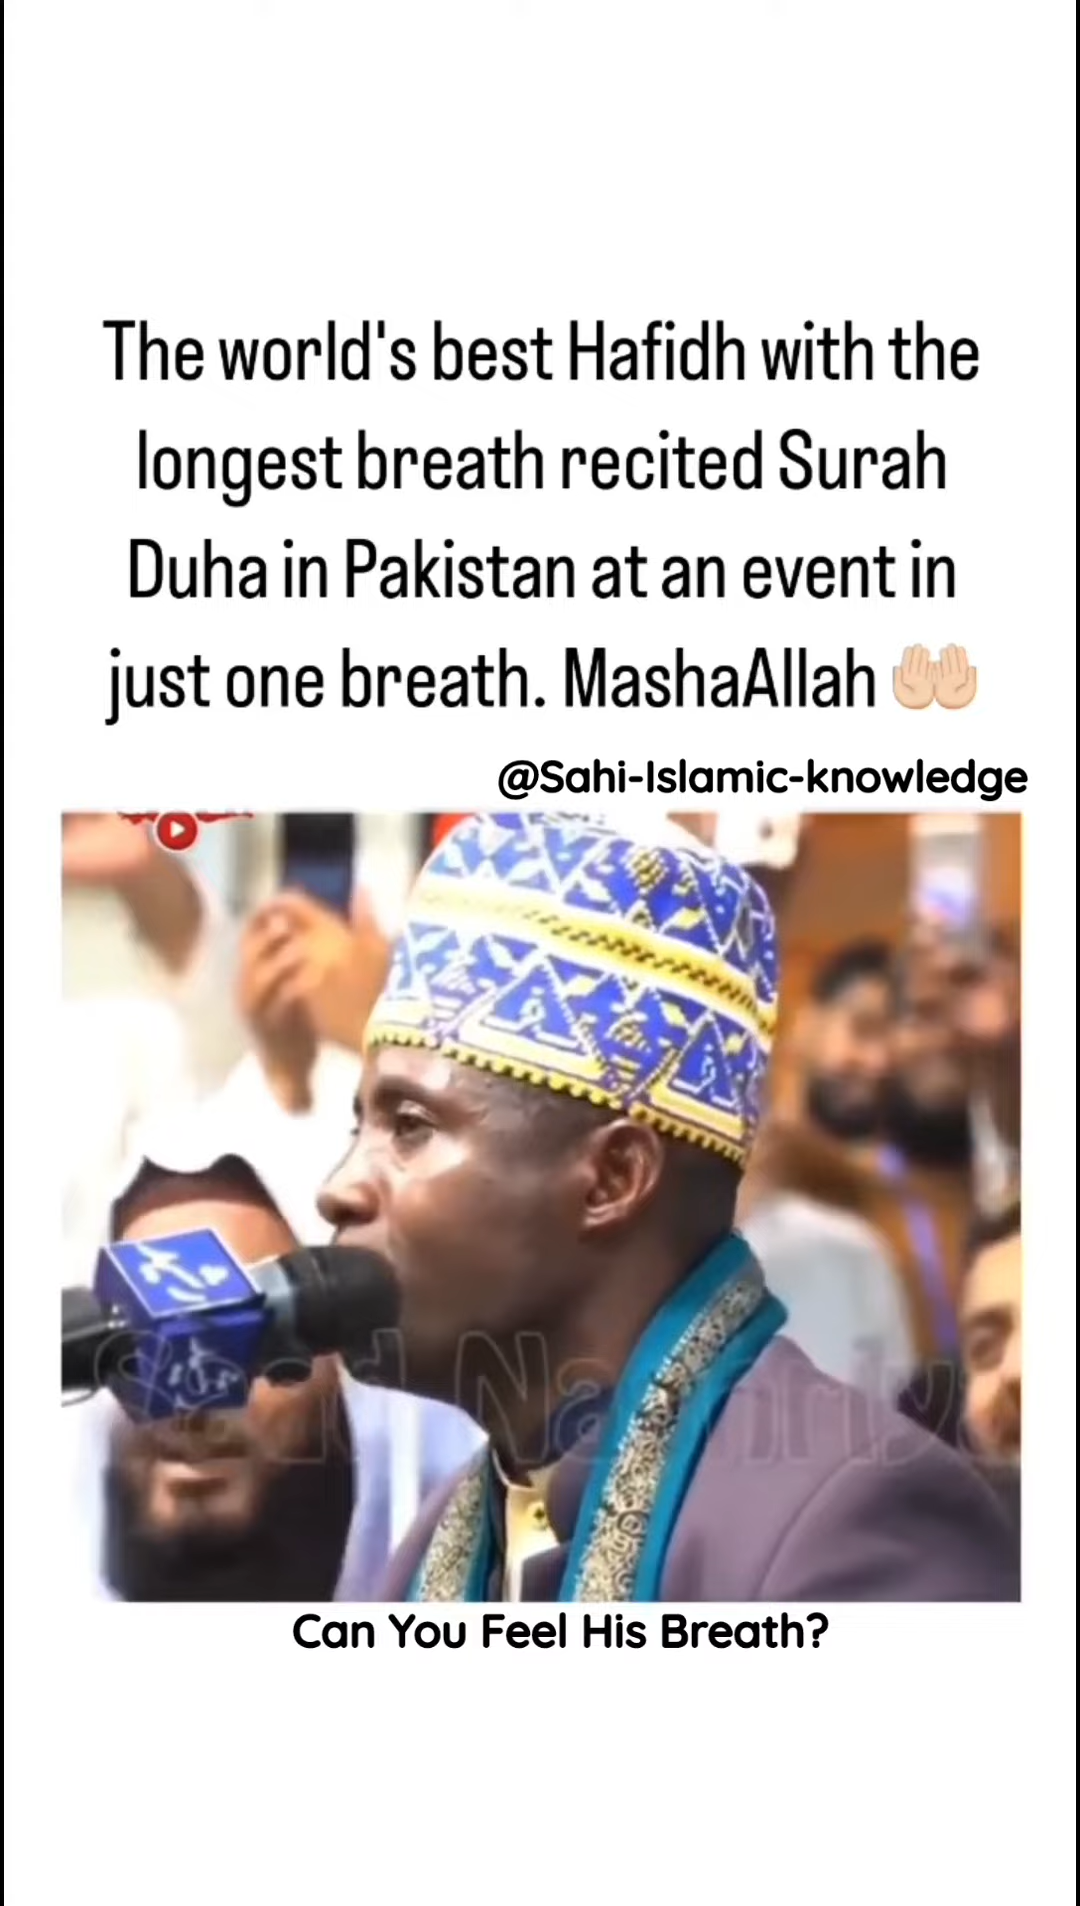 The world's best Hafidh with the
longest breath recited Surah
Duha in Pakistan at an event in
just one breath. MashaAllah 🤲🏼
@Sahi-Islamic-knowledge
Can You Feel His Breath?